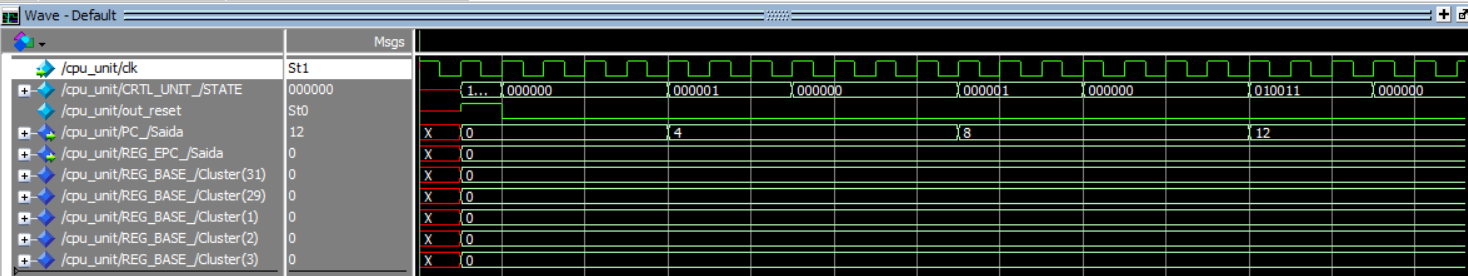 Wave - Default
Msgs
/cpu_unit/clk St1
/cpu_unit/CRTL_UNIT_/STATE 000000 1... 000000 000001 000000 000001 000000 010011 000000
/cpu_unit/out_reset St0
/cpu_unit/PC_/Saida 12 X 0 4 8 12
/cpu_unit/REG_EPC_/Saida 0 X 0
/cpu_unit/REG_BASE_/Cluster(31) 0 X 0
/cpu_unit/REG_BASE_/Cluster(29) 0 X 0
/cpu_unit/REG_BASE_/Cluster(1) 0 X 0
/cpu_unit/REG_BASE_/Cluster(2) 0 X 0
/cpu_unit/REG_BASE_/Cluster(3) 0 X 0